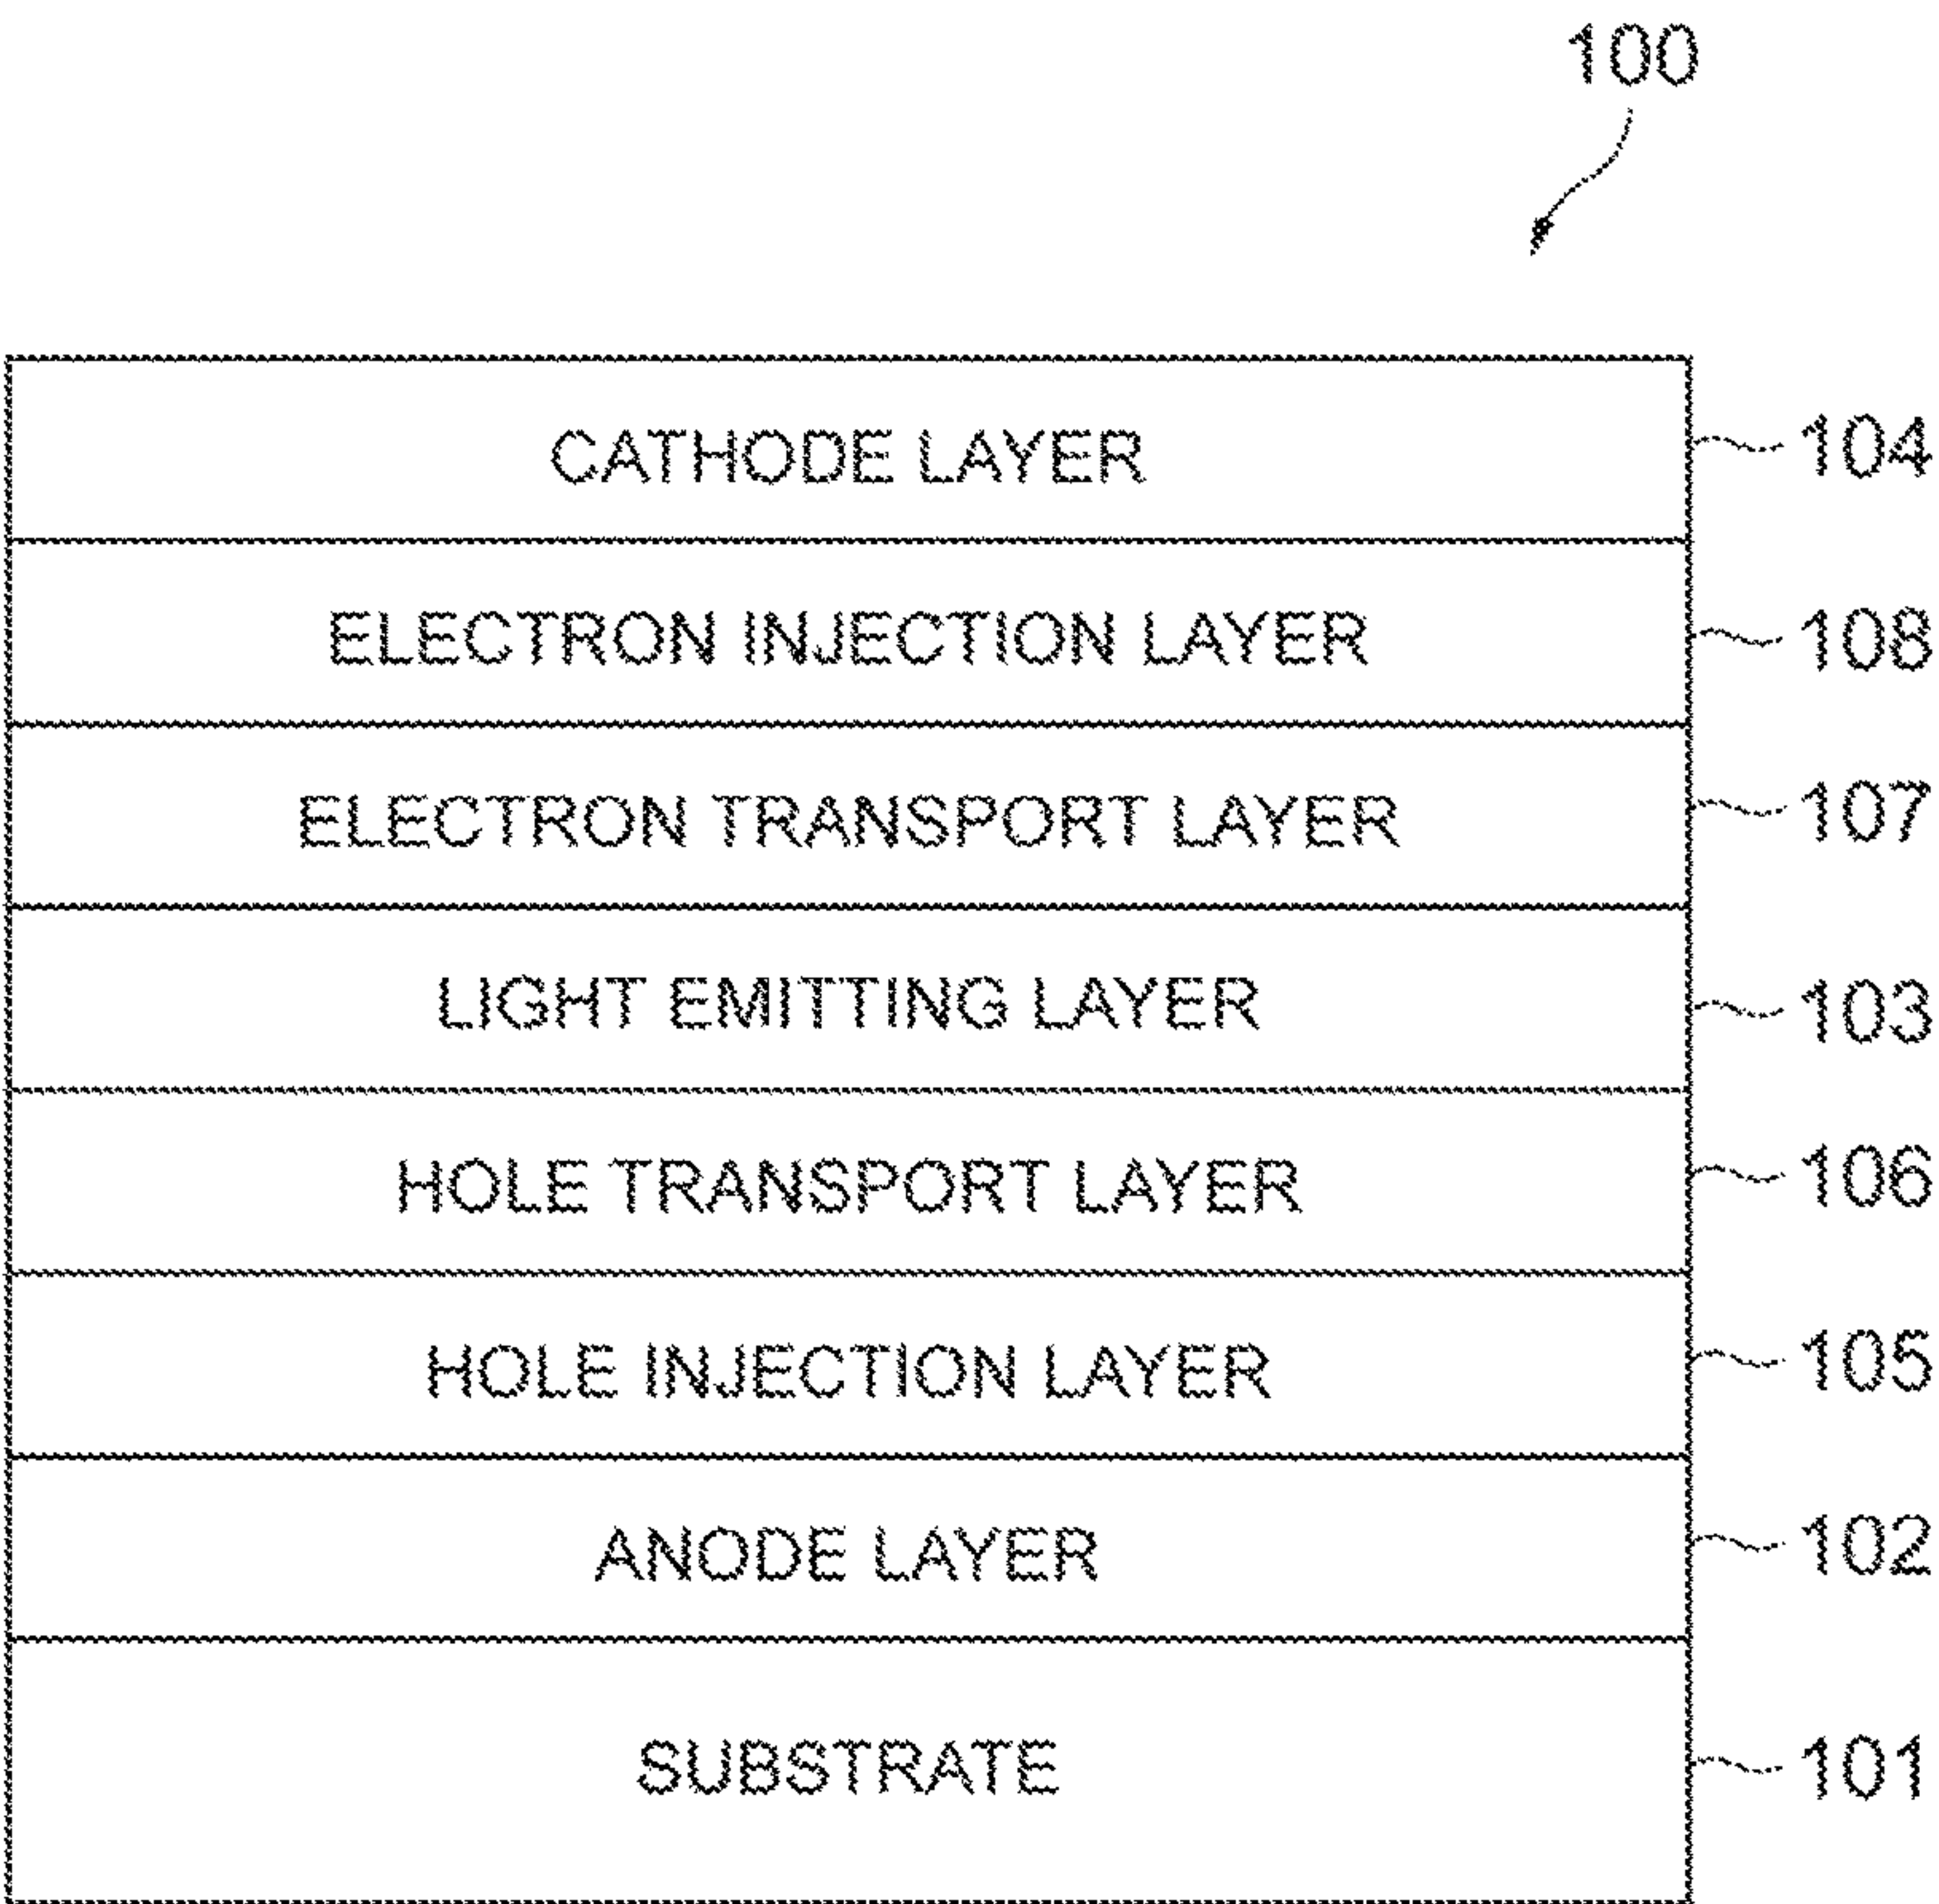 100
CATHODE LAYER 104
ELECTRON INJECTION LAYER 108
ELECTRON TRANSPORT LAYER 107
LIGHT EMITTING LAYER 103
HOLE TRANSPORT LAYER 106
HOLE INJECTION LAYER 105
ANODE LAYER 102
SUBSTRATE 101